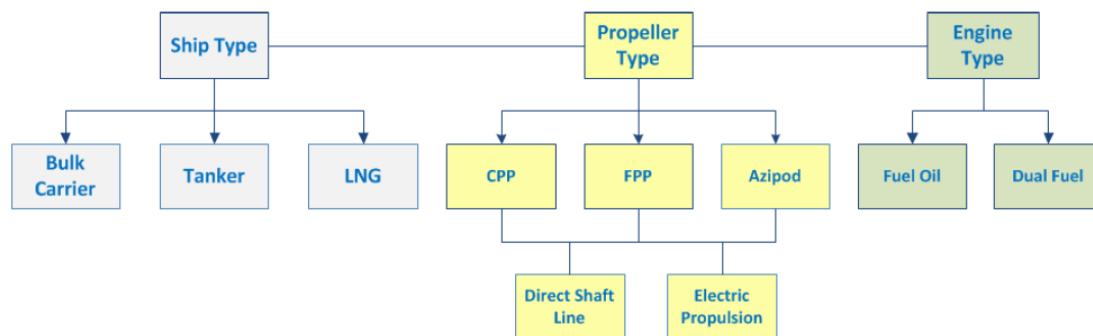 Ship Type
Propeller
Type
Engine
Type
Bulk
Carrier
Tanker
LNG
CPP
FPP
Azipod
Fuel Oil
Dual Fuel
Direct Shaft
Line
Electric
Propulsion